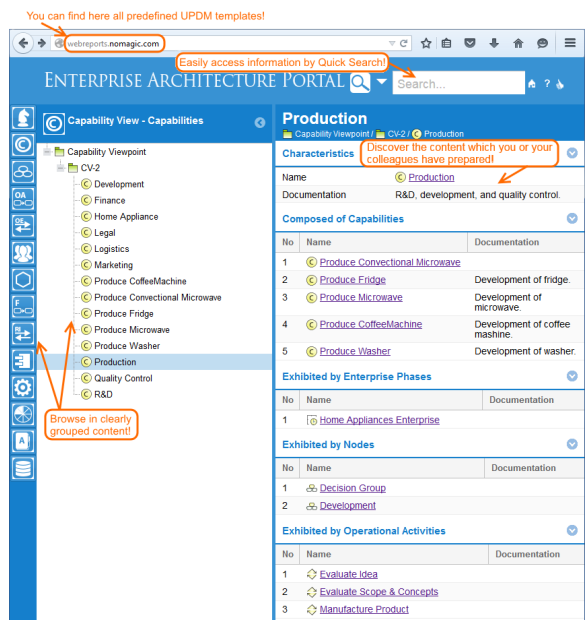 You can find here all predefined UPDM templates!
webreports.nomagic.com
Easily access information by Quick Search!
ENTERPRISE ARCHITECTURE PORTAL
Search...
?
Capability View - Capabilities
Capability Viewpoint
CV-2
Development
Finance
Home Appliance
Legal
Logistics
Marketing
Produce CoffeeMachine
Produce Convectional Microwave
Produce Fridge
Produce Microwave
Produce Washer
Production
Quality Control
R&D
Browse in clearly
grouped content!
Production
Capability Viewpoint / CV-2 / Production
Discover the content which you or your
colleagues have prepared!
Characteristics
Name Production
Documentation R&D, development, and quality control.
Composed of Capabilities
No Name Documentation
1 Produce Convectional Microwave
2 Produce Fridge Development of fridge.
3 Produce Microwave Development of
microwave.
4 Produce CoffeeMachine Development of coffee
mashine.
5 Produce Washer Development of washer.
Exhibited by Enterprise Phases
No Name Documentation
1 Home Appliances Enterprise
Exhibited by Nodes
No Name Documentation
1 Decision Group
2 Development
Exhibited by Operational Activities
No Name Documentation
1 Evaluate Idea
2 Evaluate Scope & Concepts
3 Manufacture Product